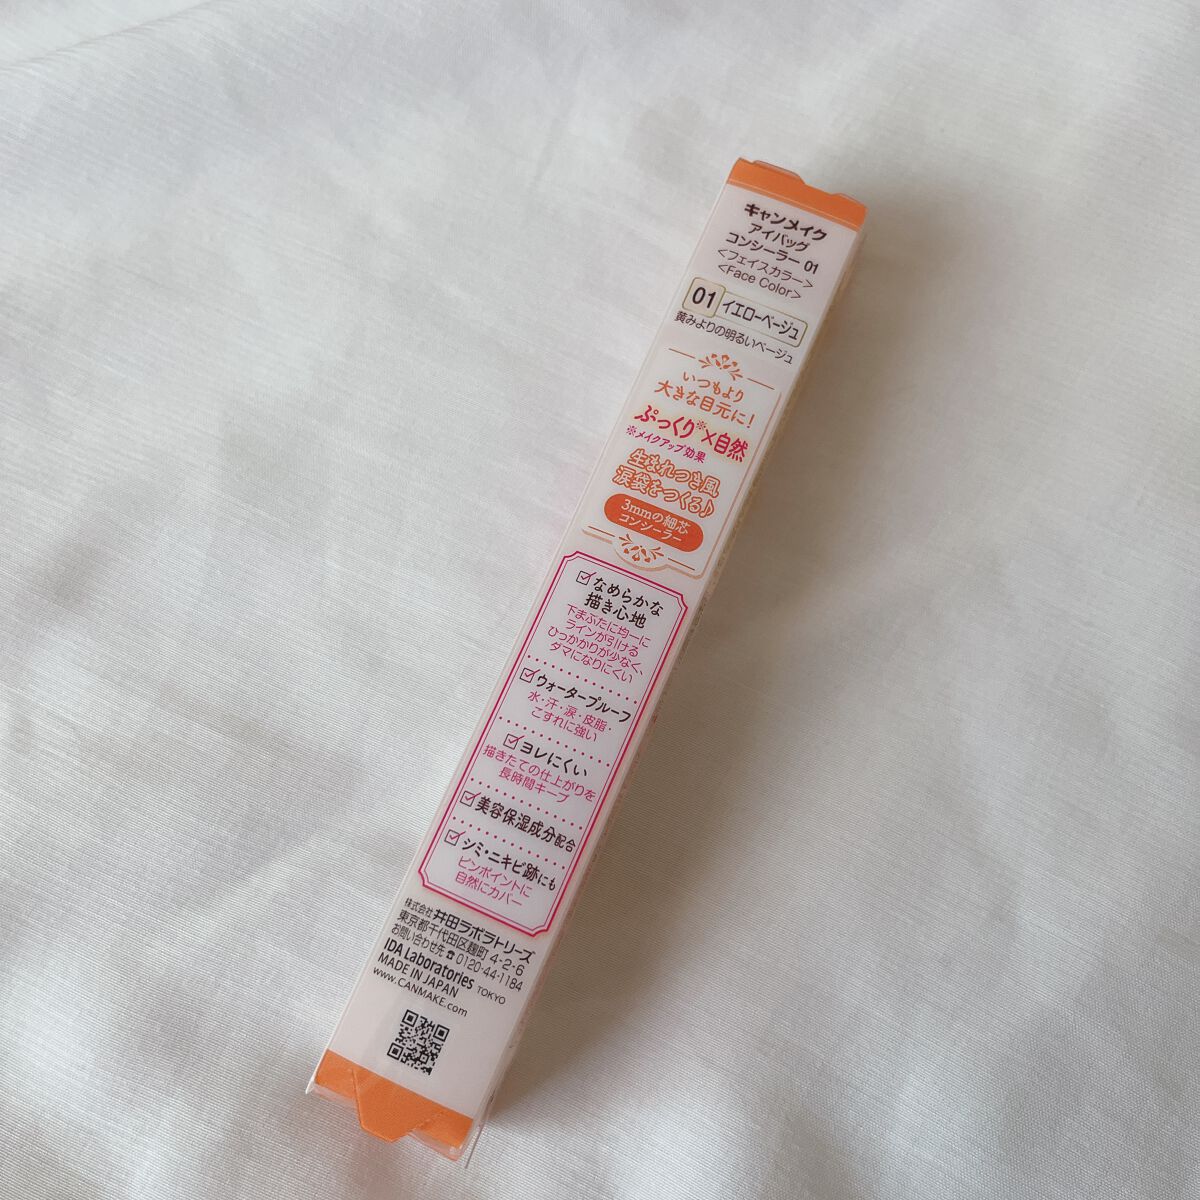 キャンメイク
アイバッグ
コンシーラー 01
<フェイスカラー>
<Face Color>
01 イエローベージュ
黄みよりの明るいベージュ
いつもより
大きな目元に!
ぷっくり※×自然
※メイクアップ効果
生まれつき風
涙袋をつくる♪
3mmの細芯
コンシーラー
なめらかな
描き心地
下まぶたに均一に
ラインが引ける
ひっかかりが少なく、
ダマになりにくい
ウォータープルーフ
水・汗・涙・皮脂・
こすれに強い
ヨレにくい
描きたての仕上がりを
長時間キープ
美容保湿成分配合
シミ・ニキビ跡にも
ピンポイントに
自然にカバー
株式会社 井田ラボラトリーズ
東京都千代田区麹町 4-2-6
お問い合わせ先 ☎ 0120-44-1184
IDA Laboratories TOKYO
MADE IN JAPAN
www.CANMAKE.com